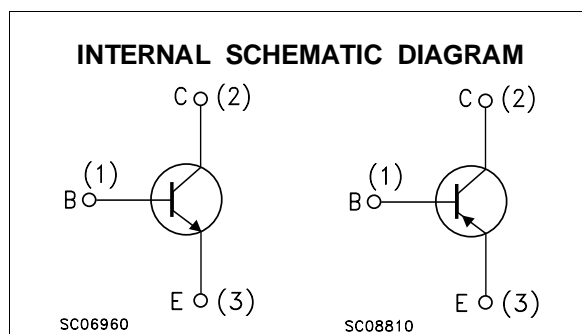 INTERNAL SCHEMATIC DIAGRAM
C (2)
(1)
B
E (3)
SC06960
C (2)
(1)
B
E (3)
SC08810